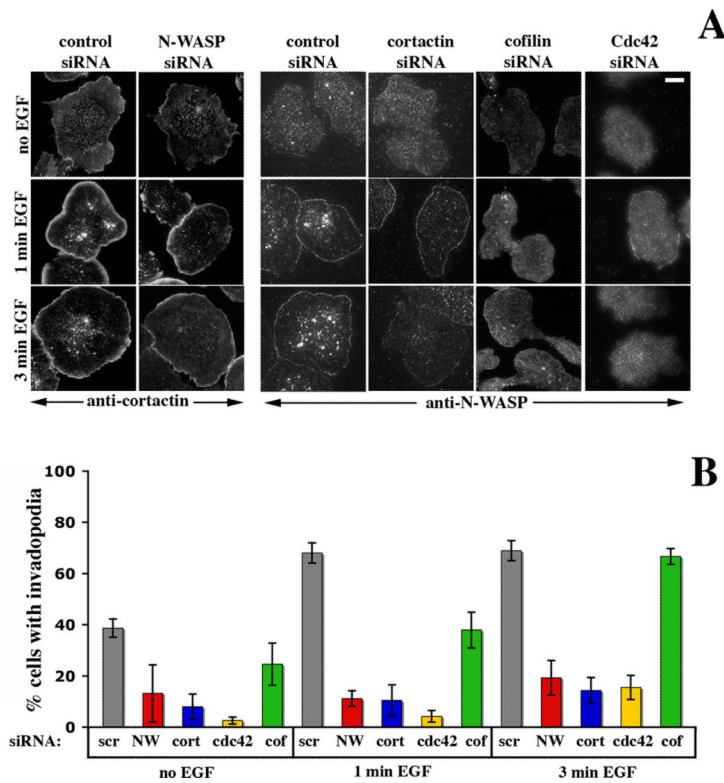 A
control N-WASP control cortactin cofilin Cdc42
siRNA siRNA siRNA siRNA siRNA siRNA
no EGF
1 min EGF
3 min EGF
anti-cortactin anti-N-WASP
B
% cells with invadopodia
100
80
60
40
20
0
siRNA: scr NW cort cdc42 cof scr NW cort cdc42 cof scr NW cort cdc42 cof
no EGF 1 min EGF 3 min EGF